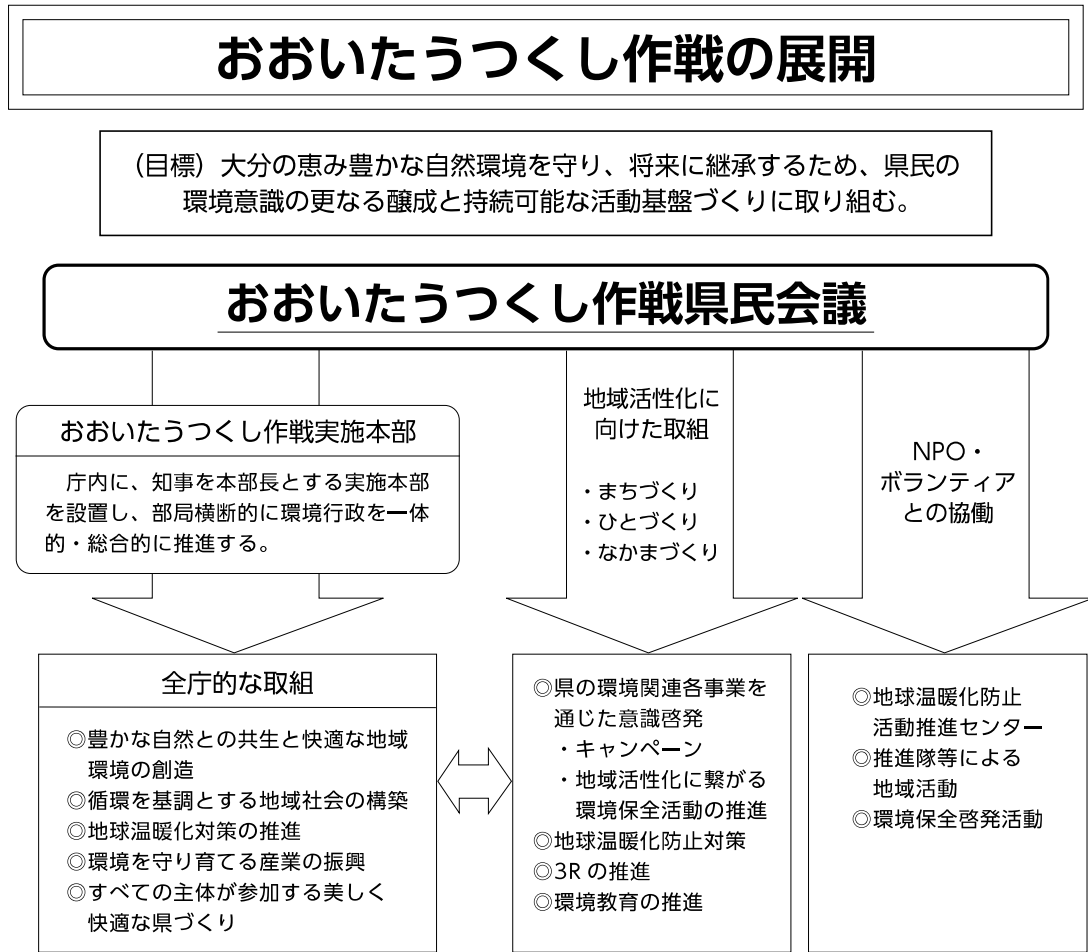 おおいたうつくし作戦の展開
(目標)大分の恵み豊かな自然環境を守り、将来に継承するため、県民の
環境意識の更なる醸成と持続可能な活動基盤づくりに取り組む。
おおいたうつくし作戦県民会議
おおいたうつくし作戦実施本部
庁内に、知事を本部長とする実施本部
を設置し、部局横断的に環境行政を一体
的・総合的に推進する。
地域活性化に
向けた取組
・まちづくり
・ひとづくり
・なかまづくり
NPO・
ボランティア
との協働
全庁的な取組
◎豊かな自然との共生と快適な地域
環境の創造
◎循環を基調とする地域社会の構築
◎地球温暖化対策の推進
◎環境を守り育てる産業の振興
◎すべての主体が参加する美しく
快適な県づくり
◎県の環境関連各事業を
通じた意識啓発
・キャンペーン
・地域活性化に繋がる
環境保全活動の推進
◎地球温暖化防止対策
◎3Rの推進
◎環境教育の推進
◎地球温暖化防止
活動推進センター
◎推進隊等による
地域活動
◎環境保全啓発活動